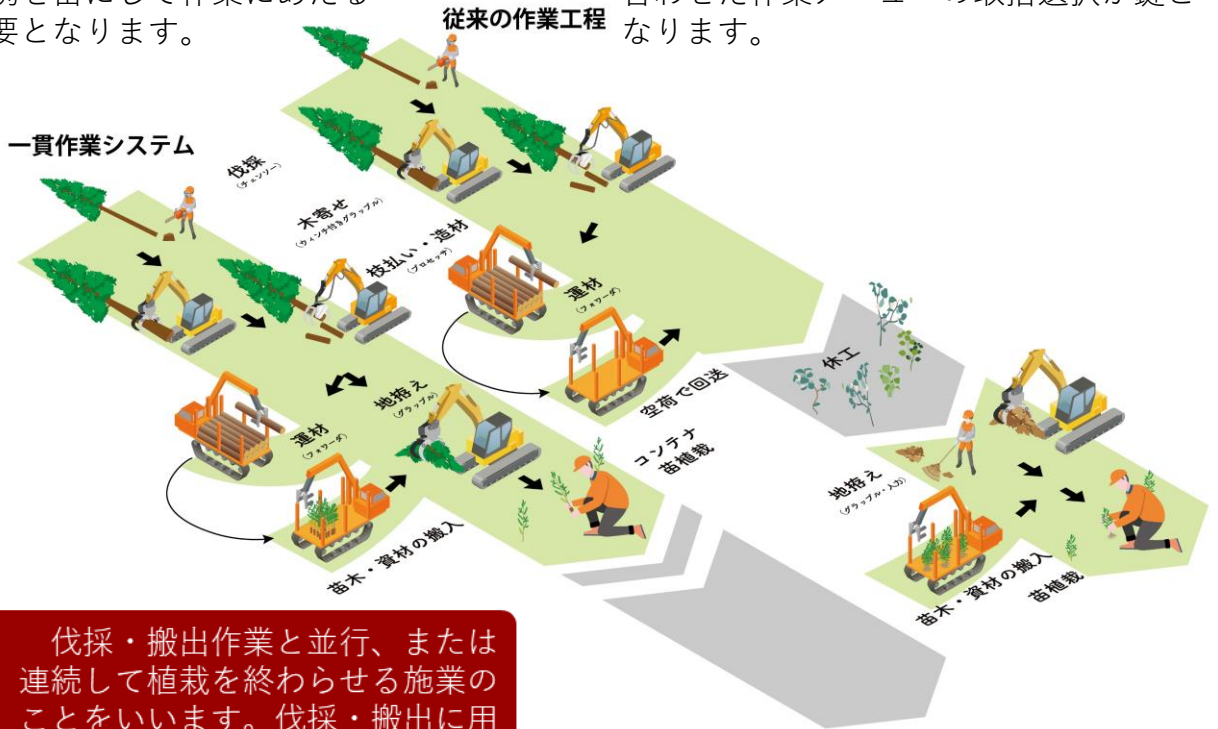 要となります。
なります。
従来の作業工程
一貫作業システム
伐採
(チェンソー)
木寄せ
(ウィンチ付きグラップル)
枝払い・造材
(プロセッサ)
運材
(フォワーダ)
空荷で回送
休工
地拵え
(グラップル・人力)
苗木・資材の搬入
苗植栽
地拵え
(グラップル)
運材
(フォワーダ)
苗木・資材の搬入
コンテナ
苗植栽
伐採・搬出作業と並行、または
連続して植栽を終わらせる施業の
ことをいいます。伐採・搬出に用